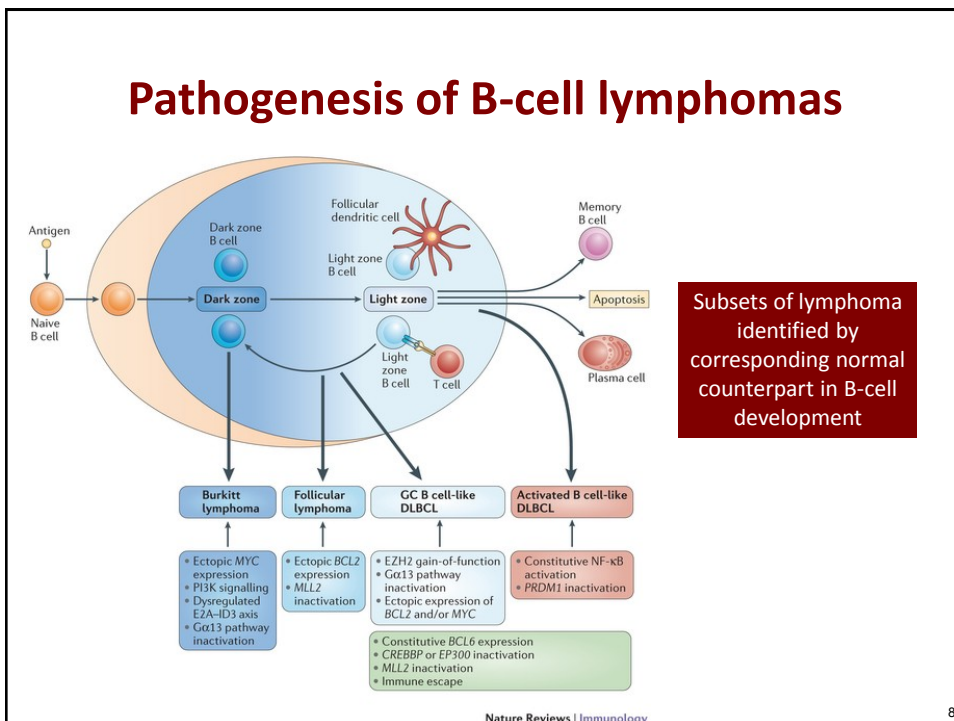 Pathogenesis of B-cell lymphomas
Antigen
Naive
B cell
Dark zone
B cell
Dark zone
Follicular
dendritic cell
Light zone
B cell
Light zone
Light
zone
B cell
T cell
Memory
B cell
Apoptosis
Plasma cell
Subsets of lymphoma
identified by
corresponding normal
counterpart in B-cell
development
Burkitt
lymphoma
Follicular
lymphoma
GC B cell-like
DLBCL
Activated B cell-like
DLBCL
• Ectopic MYC
expression
• PI3K signalling
• Dysregulated
E2A–ID3 axis
• Gα13 pathway
inactivation
• Ectopic BCL2
expression
• MLL2
inactivation
• EZH2 gain-of-function
• Gα13 pathway
inactivation
• Ectopic expression of
BCL2 and/or MYC
• Constitutive NF-κB
activation
• PRDM1 inactivation
• Constitutive BCL6 expression
• CREBBP or EP300 inactivation
• MLL2 inactivation
• Immune escape
Nature Reviews | Immunology
8